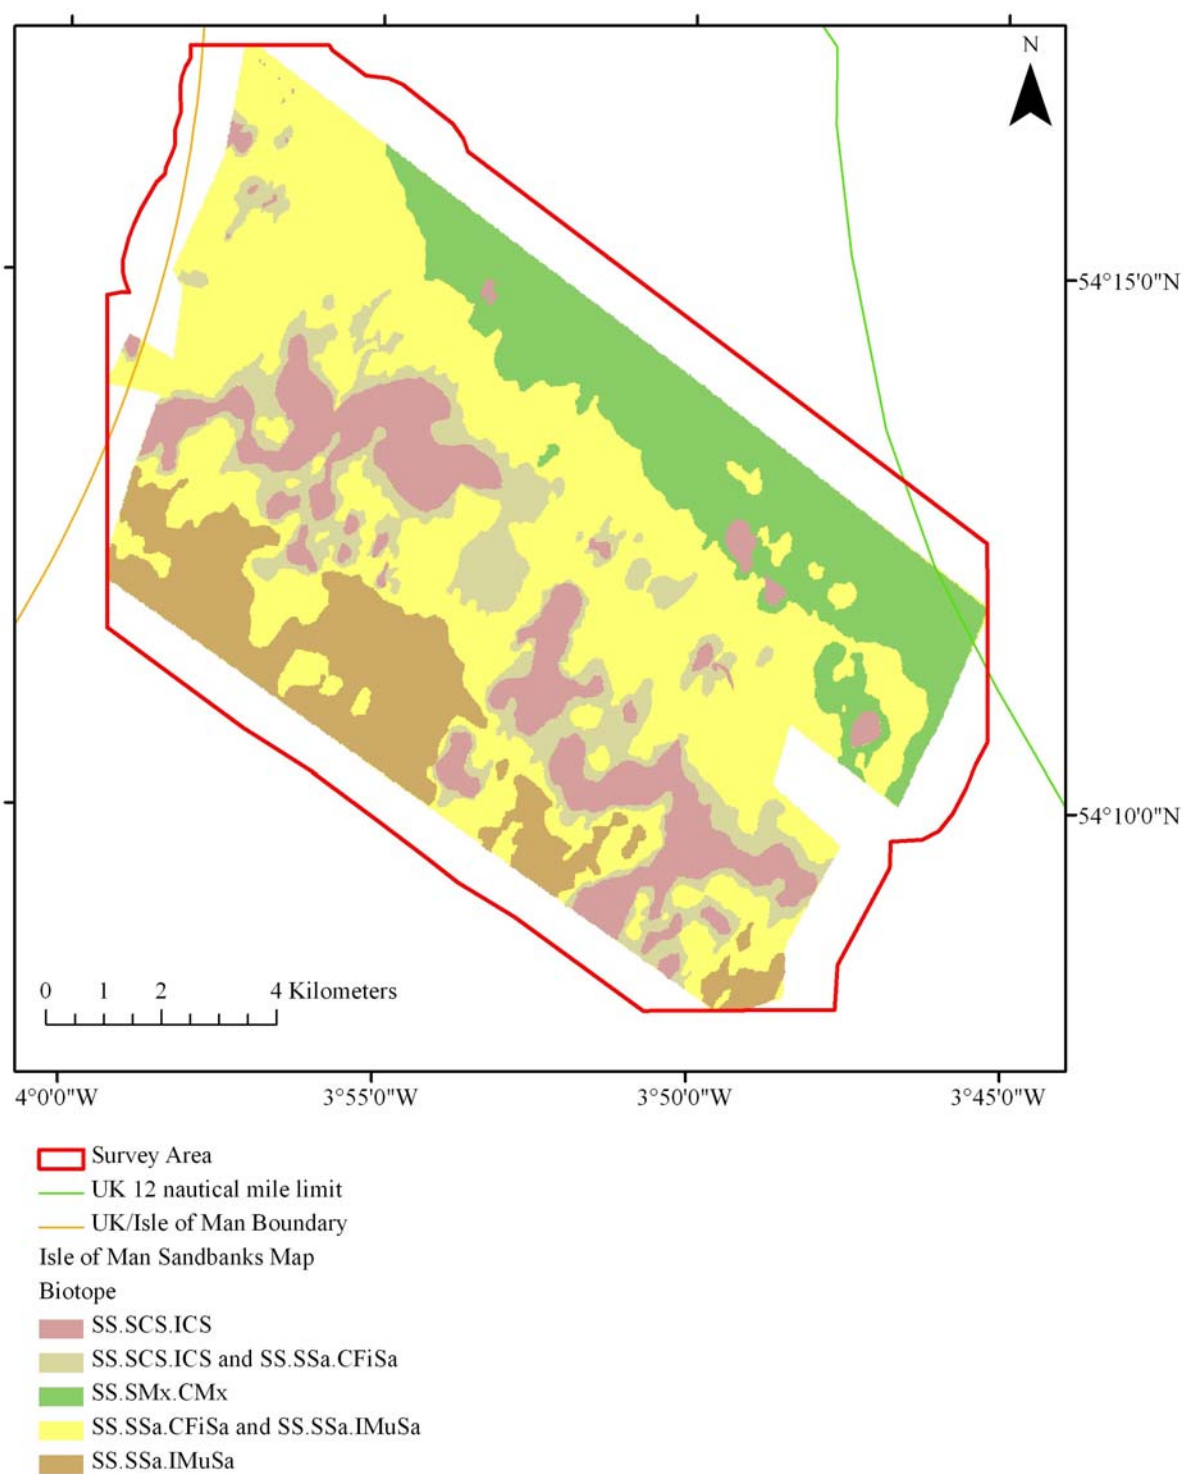 N
54°15'0"N
54°10'0"N
0 1 2 4 Kilometers
4°0'0"W 3°55'0"W 3°50'0"W 3°45'0"W
Survey Area
UK 12 nautical mile limit
UK/Isle of Man Boundary
Isle of Man Sandbanks Map
Biotope
SS.SCS.ICS
SS.SCS.ICS and SS.SSa.CFiSa
SS.SMx.CMx
SS.SSa.CFiSa and SS.SSa.IMuSa
SS.SSa.IMuSa